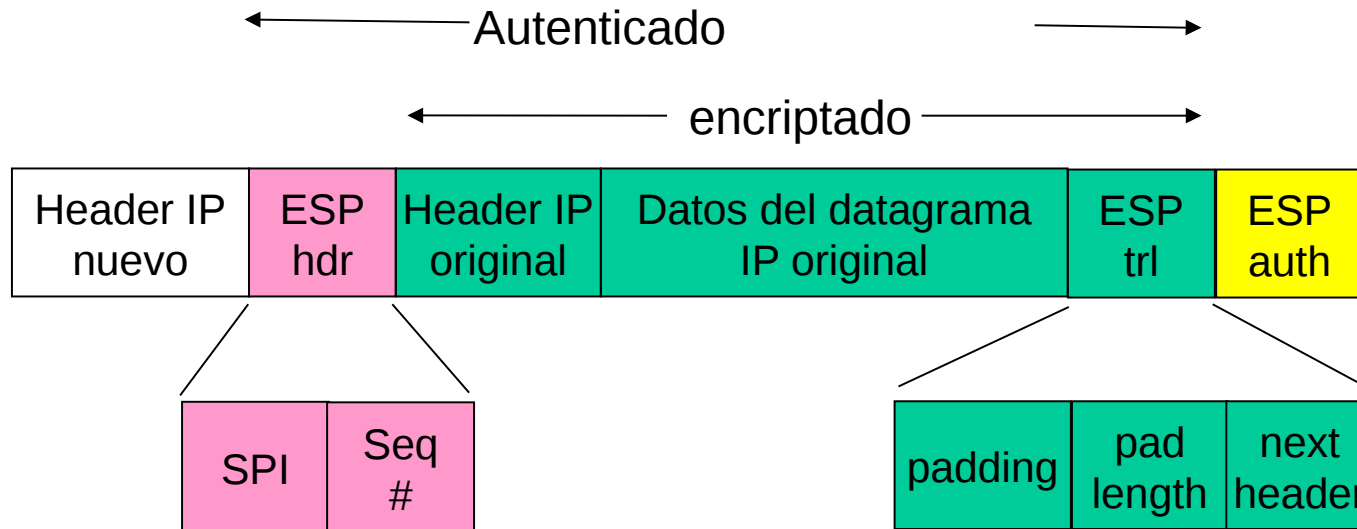 Autenticado
encriptado
Header IP
nuevo
ESP
hdr
Header IP
original
Datos del datagrama
IP original
ESP
trl
ESP
auth
SPI
Seq
#
padding
pad
length
next
header